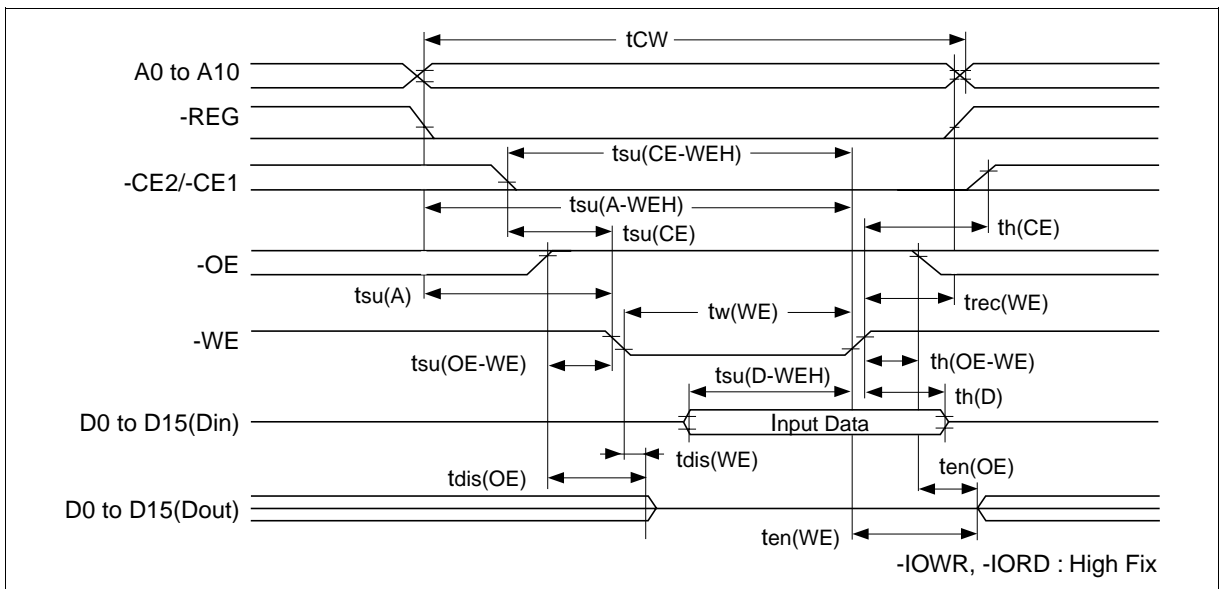 tCW
A0 to A10
-REG
tsu(CE-WEH)
-CE2/-CE1
tsu(A-WEH)
tsu(CE)
th(CE)
-OE
tsu(A)
trec(WE)
tw(WE)
-WE
tsu(OE-WE)
th(OE-WE)
tsu(D-WEH)
th(D)
D0 to D15(Din)
Input Data
tdis(WE)
ten(OE)
tdis(OE)
D0 to D15(Dout)
ten(WE)
-IOWR, -IORD : High Fix